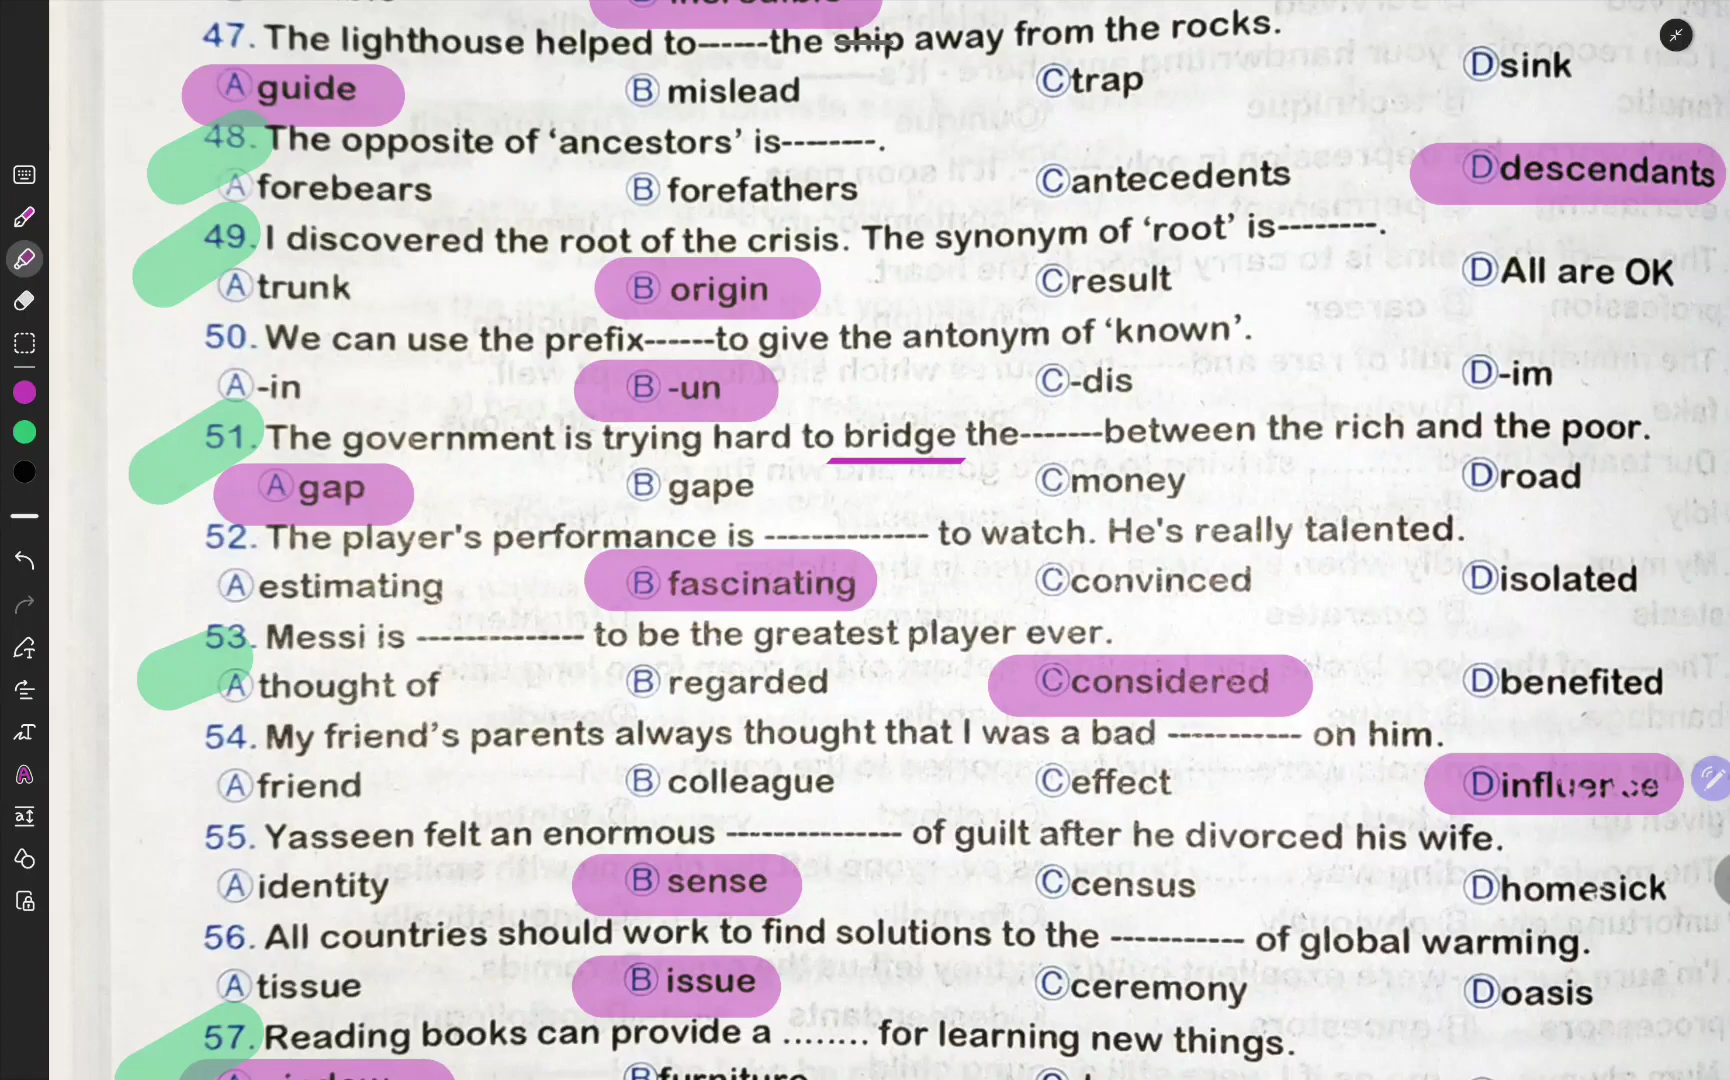 47. The lighthouse helped to------the ship away from the rocks.
A guide B mislead C trap D sink
48. The opposite of ‘ancestors’ is--------.
A forebears B forefathers C antecedents D descendants
49. I discovered the root of the crisis. The synonym of ‘root’ is--------.
A trunk B origin C result D All are OK
50. We can use the prefix------to give the antonym of ‘known’.
A -in B -un C -dis D -im
51. The government is trying hard to bridge the-------between the rich and the poor.
A gap B gape C money D road
52. The player's performance is -------------- to watch. He's really talented.
A estimating B fascinating C convinced D isolated
53. Messi is -------------- to be the greatest player ever.
A thought of B regarded C considered D benefited
54. My friend’s parents always thought that I was a bad ----------- on him.
A friend B colleague C effect D influence
55. Yasseen felt an enormous --------------- of guilt after he divorced his wife.
A identity B sense C census D homesick
56. All countries should work to find solutions to the ----------- of global warming.
A tissue B issue C ceremony D oasis
57. Reading books can provide a ........ for learning new things.
B furniture